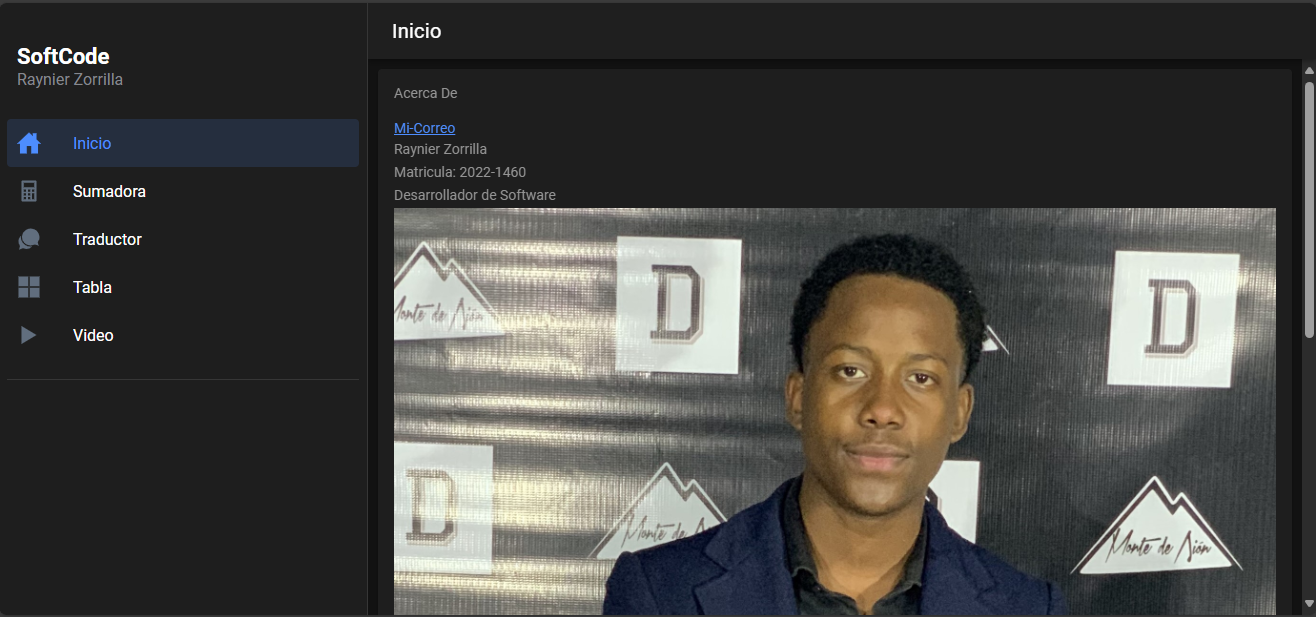 SoftCode
Raynier Zorrilla
Inicio
Sumadora
Traductor
Tabla
Video
Inicio
Acerca De
Mi-Correo
Raynier Zorrilla
Matricula: 2022-1460
Desarrollador de Software
Monte de Sión
D
D
D
Monte de
Monte de Sión